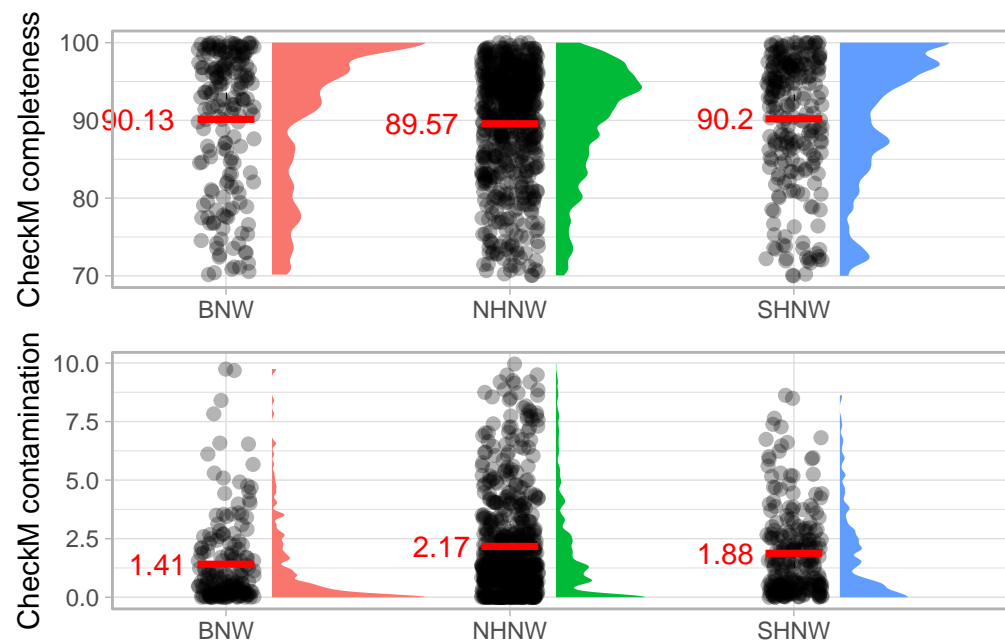 CheckM completeness
100
90
80
70
90.13
89.57
90.2
BNW
NHNW
SHNW
CheckM contamination
10.0
7.5
5.0
2.5
0.0
1.41
2.17
1.88
BNW
NHNW
SHNW